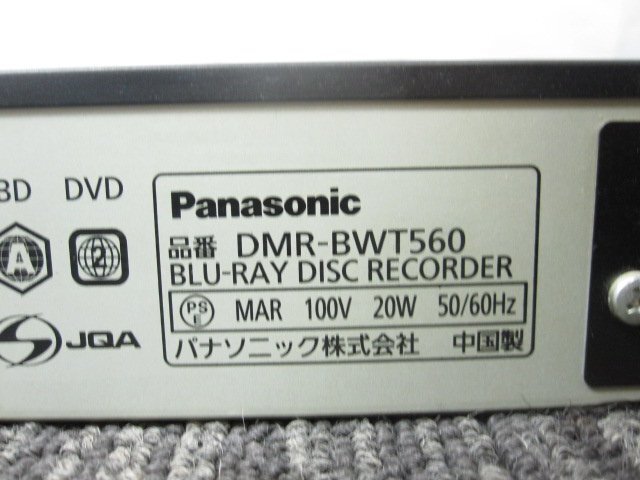 BD DVD
A 2
JQA
Panasonic
品番 DMR-BWT560
BLU-RAY DISC RECORDER
PS E MAR 100V 20W 50/60Hz
パナソニック株式会社 中国製